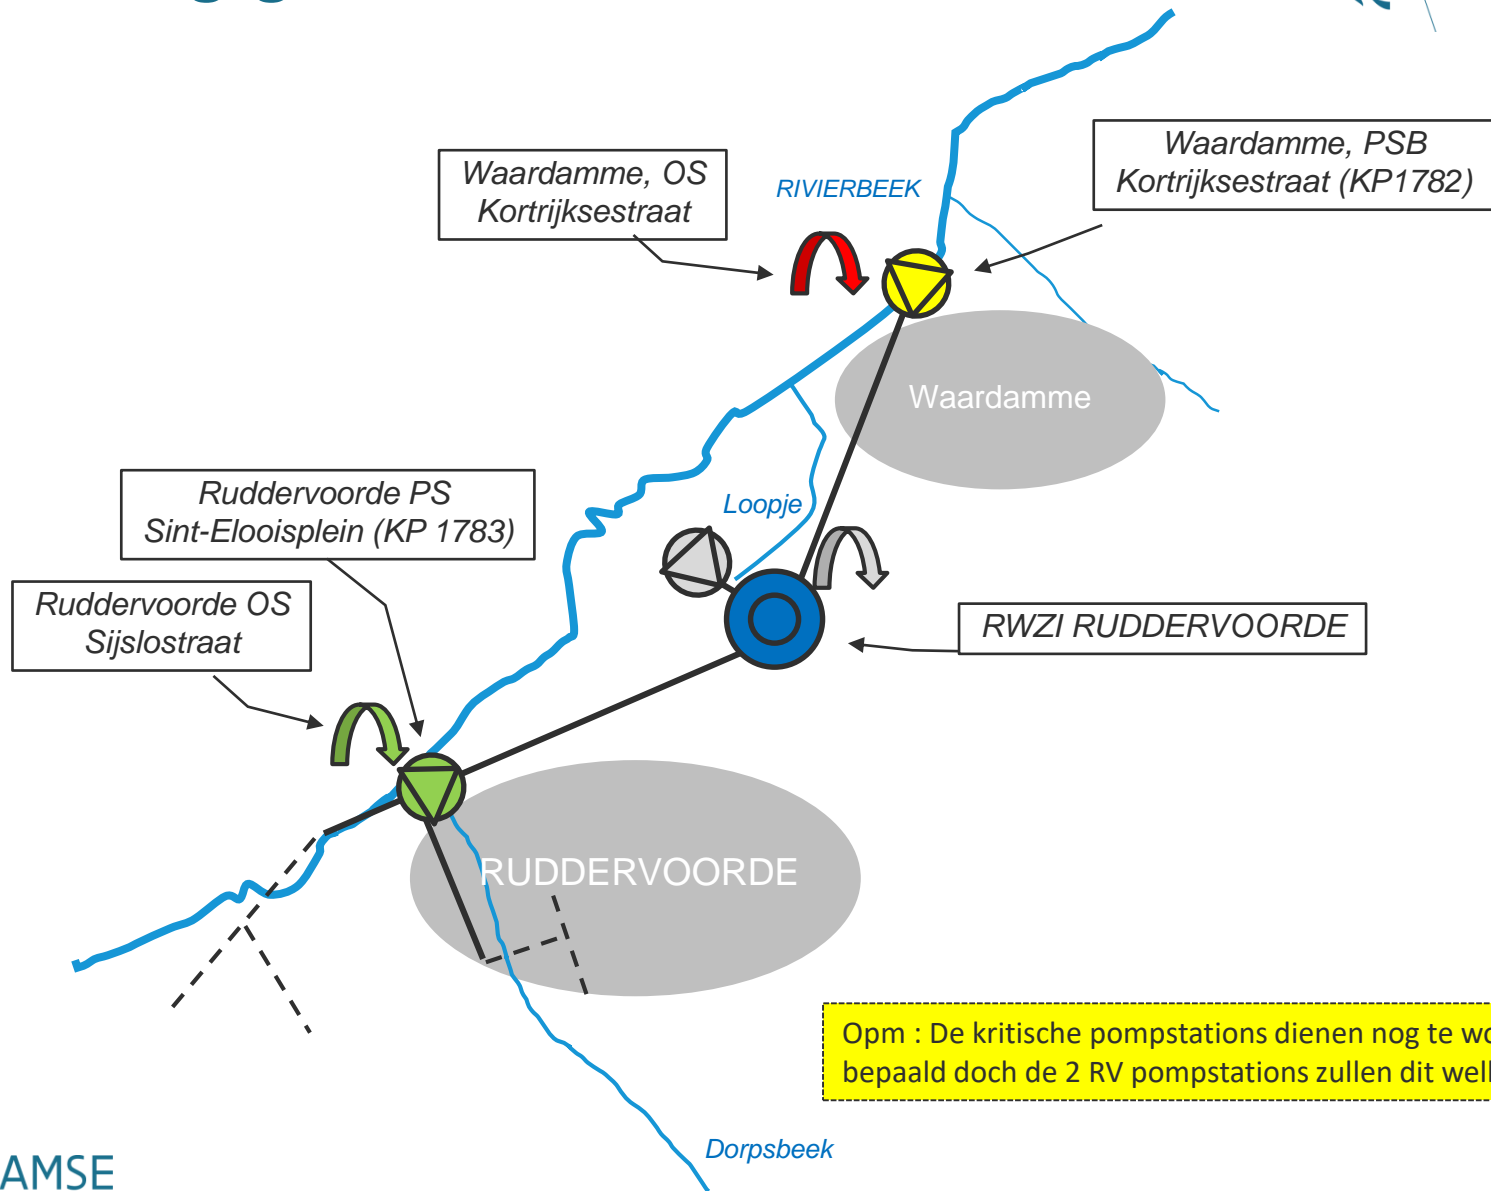 Waardamme, OS
Kortrijksestraat
RIVIERBEEK
Waardamme, PSB
Kortrijksestraat (KP1782)
Waardamme
Ruddervoorde PS
Sint-Elooisplein (KP 1783)
Loopje
Ruddervoorde OS
Sijslostraat
RWZI RUDDERVOORDE
RUDDERVOORDE
Opm : De kritische pompstations dienen nog te
bepaald doch de 2 RV pompstations zullen dit
Dorpsbeek
AMSE